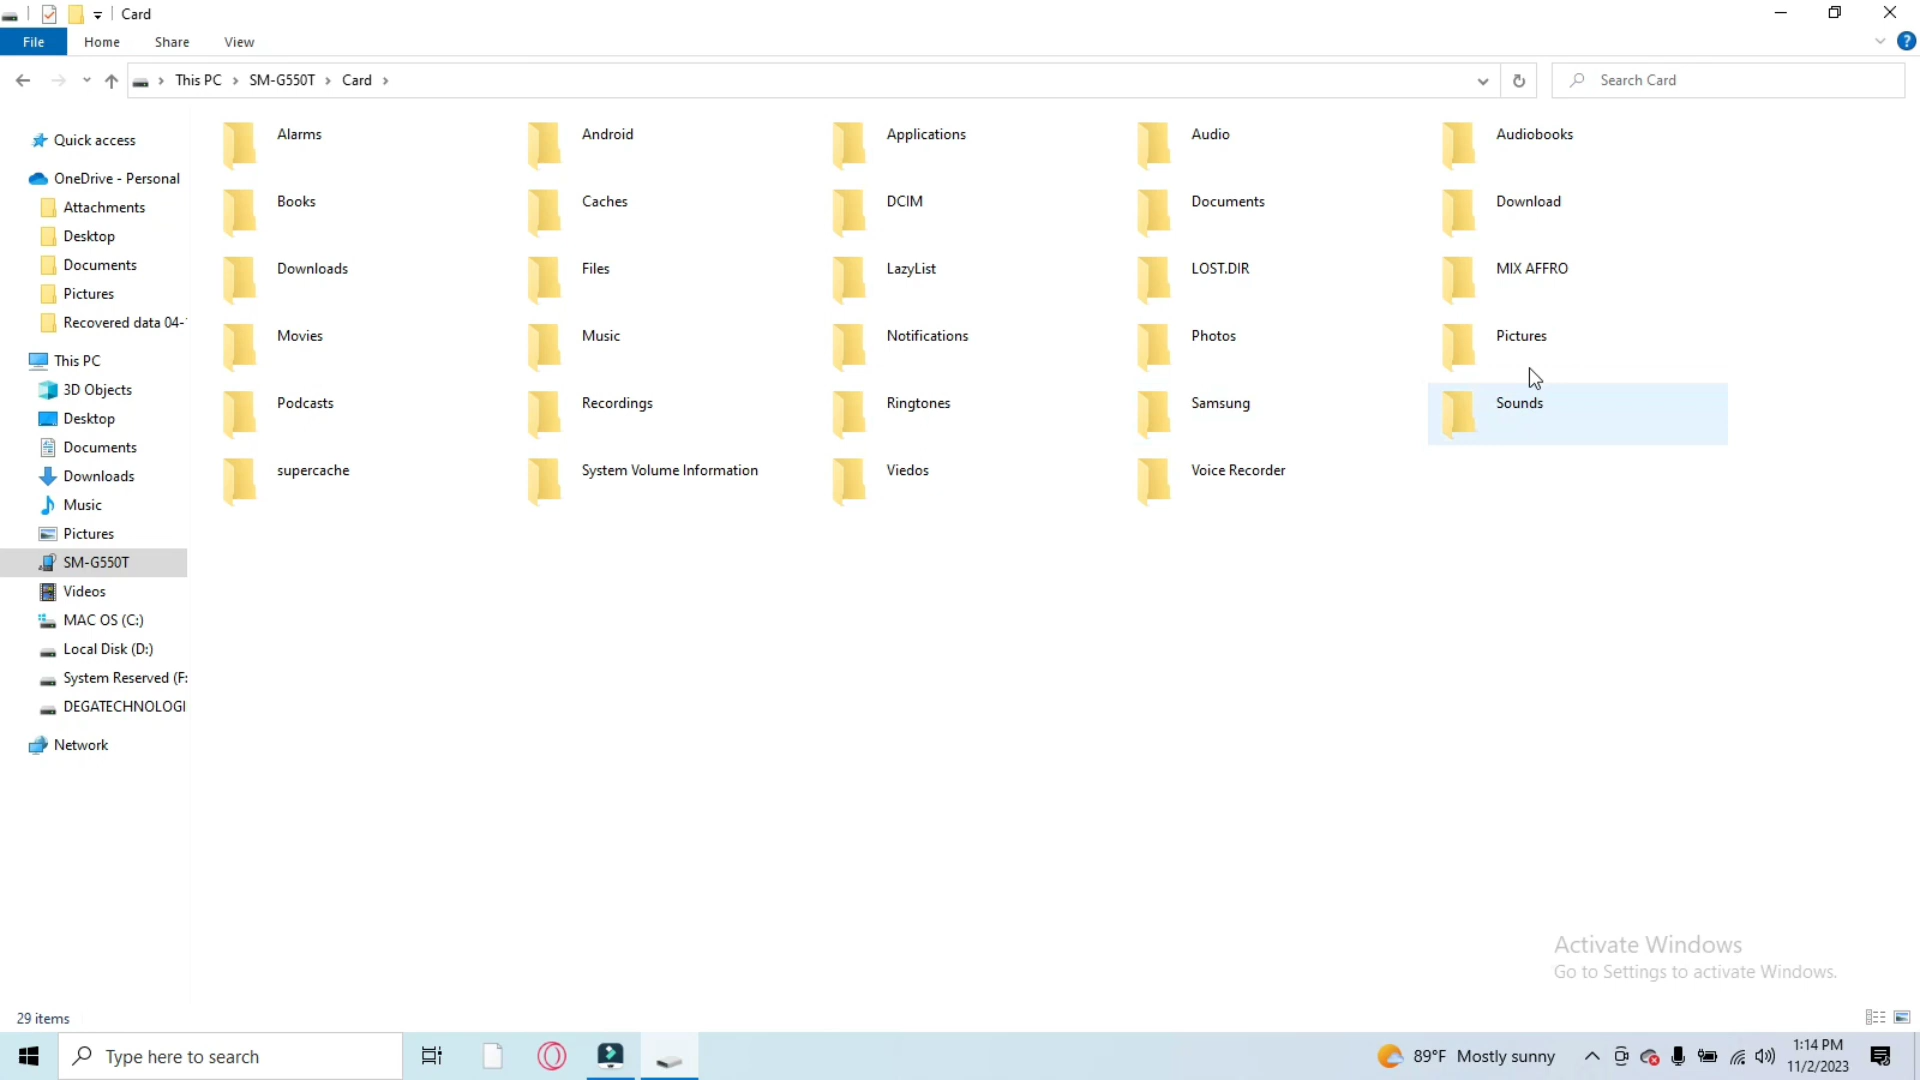 Card
File Home Share View
This PC SM-G550T Card
Search Card
Quick access
OneDrive - Personal
Attachments
Desktop
Documents
Pictures
Recovered data 04-
This PC
3D Objects
Desktop
Documents
Downloads
Music
Pictures
SM-G550T
Videos
MAC OS (C:)
Local Disk (D:)
System Reserved (F:
DEGATECHNOLOGI
Network
Alarms Android Applications Audio Audiobooks
Books Caches DCIM Documents Download
Downloads Files LazyList LOST.DIR MIX AFFRO
Movies Music Notifications Photos Pictures
Podcasts Recordings Ringtones Samsung Sounds
supercache System Volume Information Viedos Voice Recorder
Activate Windows
Go to Settings to activate Windows.
29 items
Type here to search
89°F Mostly sunny
1:14 PM
11/2/2023